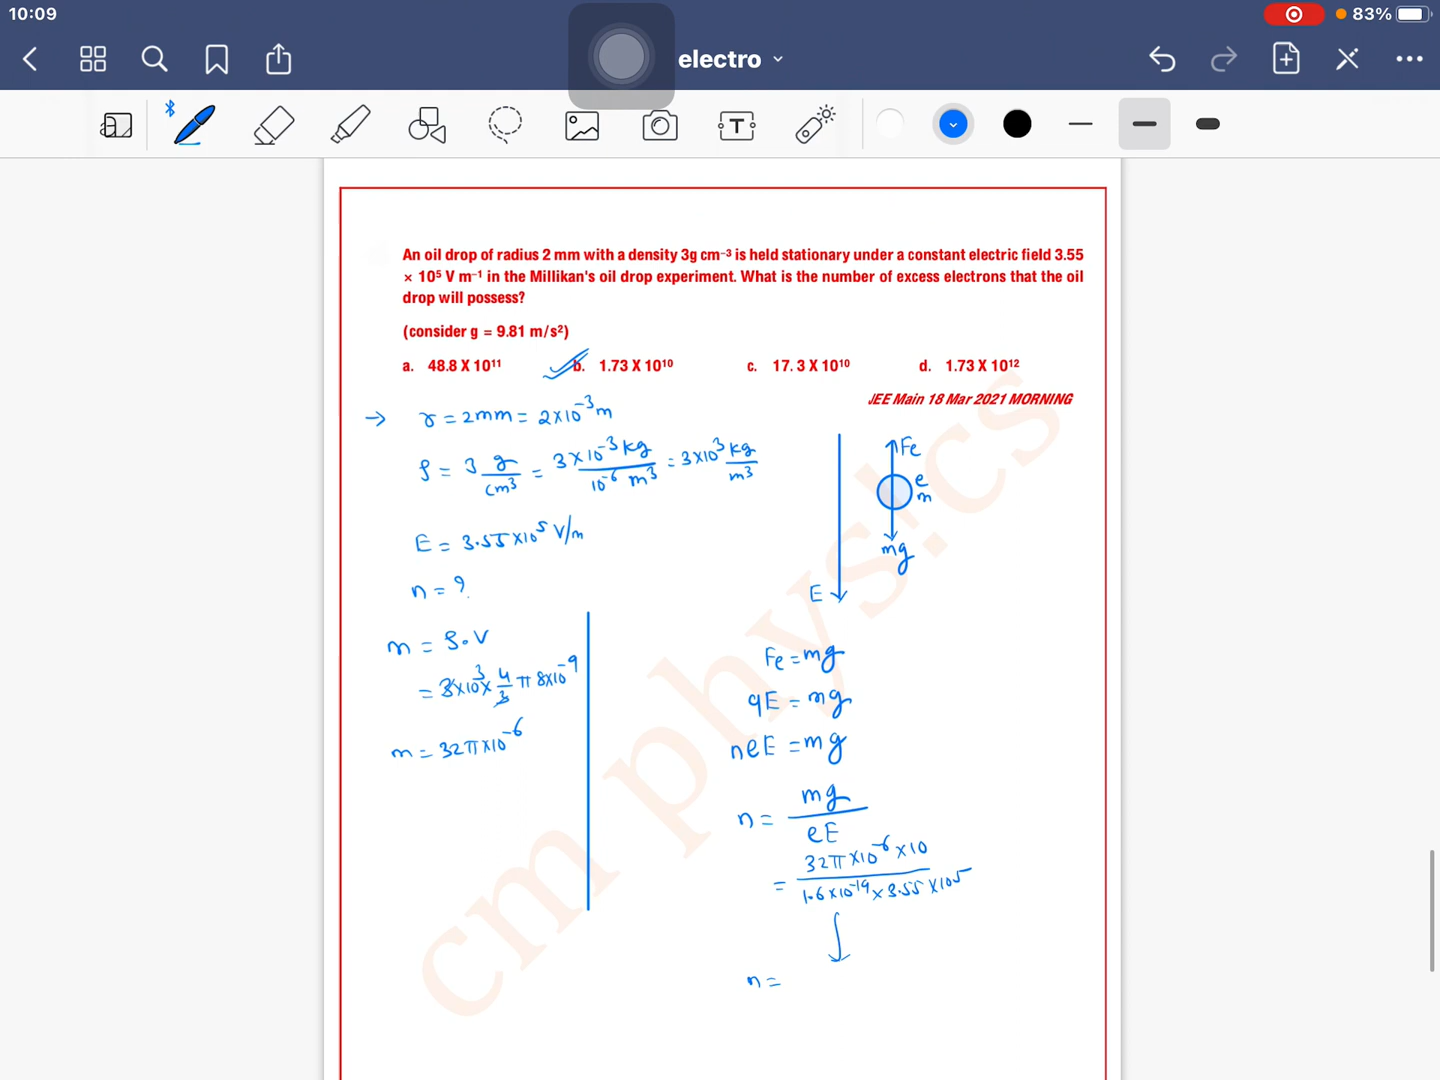 10:09
83%
electro
T
An oil drop of radius 2 mm with a density 3g cm⁻³ is held stationary under a constant electric field 3.55
× 10⁵ V m⁻¹ in the Millikan's oil drop experiment. What is the number of excess electrons that the oil
drop will possess?
(consider g = 9.81 m/s²)
a. 48.8 X 10¹¹ b. 1.73 X 10¹⁰ c. 17. 3 X 10¹⁰ d. 1.73 X 10¹²
JEE Main 18 Mar 2021 MORNING
→ r = 2mm = 2×10⁻³ m
ρ = 3 g/cm³ = 3×10⁻³ kg / 10⁻⁶ m³ = 3×10³ kg/m³
E = 3.55×10⁵ V/m
n = ?
m = ρ.V
= 3×10³ × 4/3 π 8×10⁻⁹
m = 32π×10⁻⁶
Fe
e
m
mg
E
Fe = mg
qE = mg
neE = mg
n = mg / eE
= 32π×10⁻⁶×10 / 1.6×10⁻¹⁹×3.55×10⁵
n =
cm phys!cs